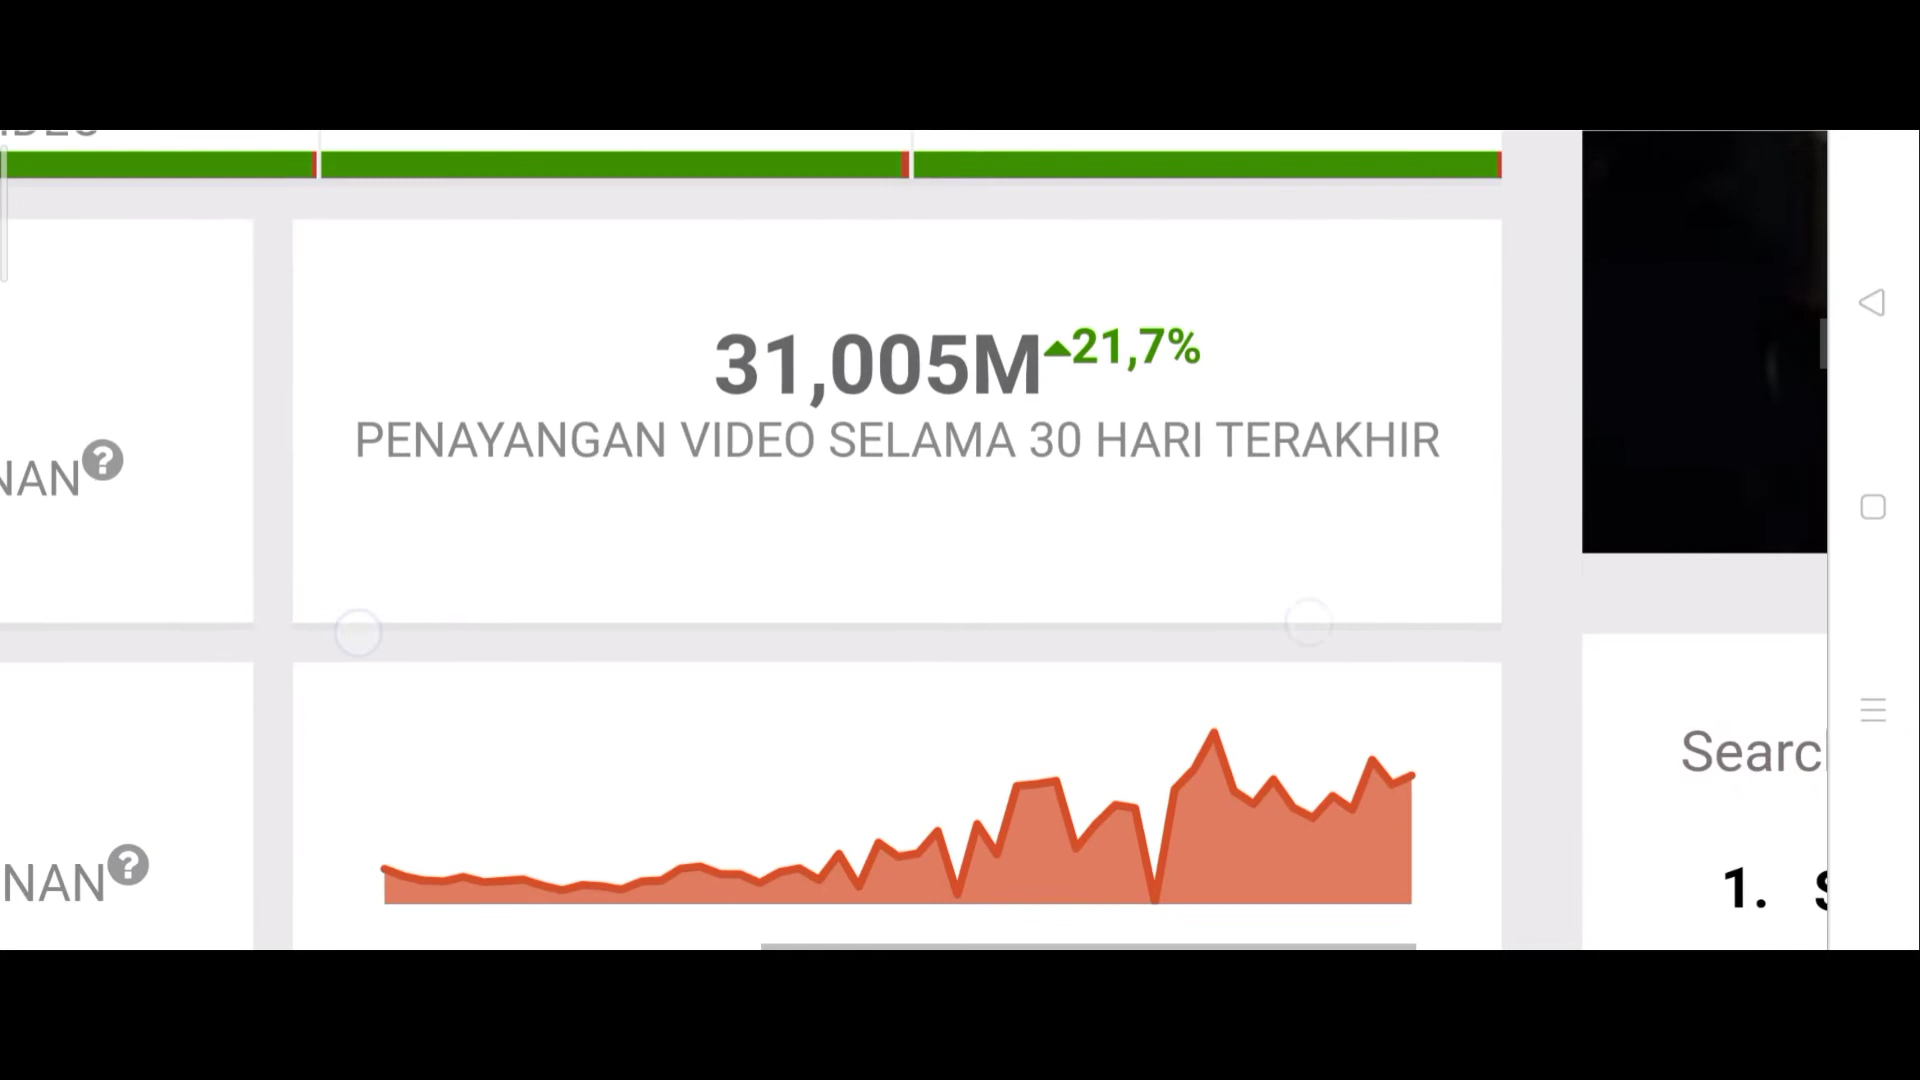 31,005M 21,7%
PENAYANGAN VIDEO SELAMA 30 HARI TERAKHIR
NAN ?
NAN ?
Searc
1.